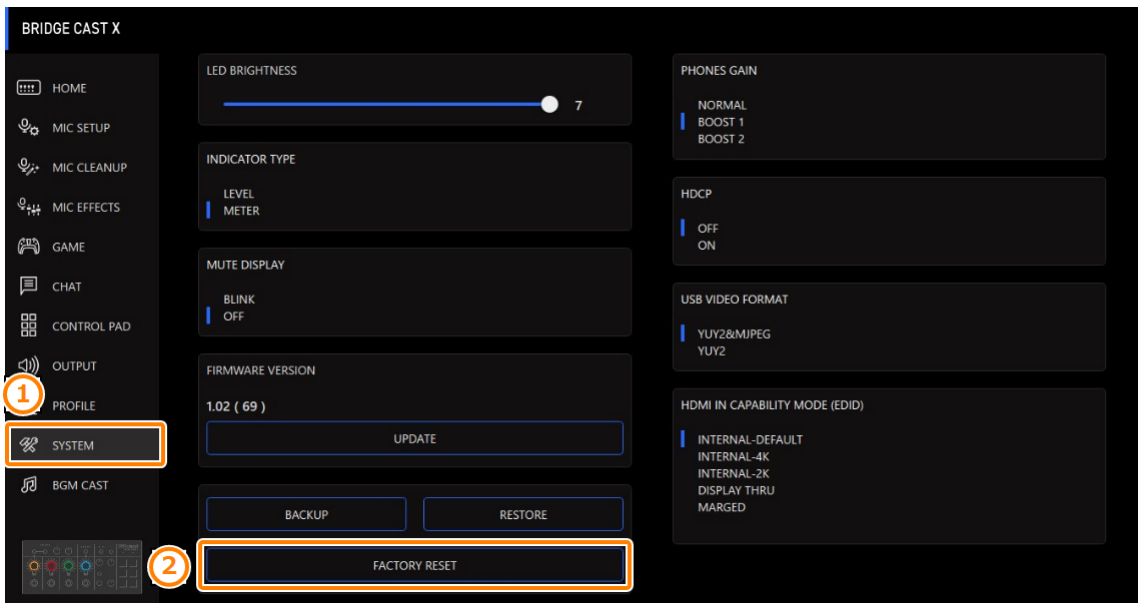 BRIDGE CAST X
HOME
MIC SETUP
MIC CLEANUP
MIC EFFECTS
GAME
CHAT
CONTROL PAD
OUTPUT
1
PROFILE
SYSTEM
BGM CAST
LED BRIGHTNESS
7
INDICATOR TYPE
LEVEL
METER
MUTE DISPLAY
BLINK
OFF
FIRMWARE VERSION
1.02 ( 69 )
UPDATE
BACKUP
RESTORE
2
FACTORY RESET
PHONES GAIN
NORMAL
BOOST 1
BOOST 2
HDCP
OFF
ON
USB VIDEO FORMAT
YUY2&MJPEG
YUY2
HDMI IN CAPABILITY MODE (EDID)
INTERNAL-DEFAULT
INTERNAL-4K
INTERNAL-2K
DISPLAY THRU
MARGED